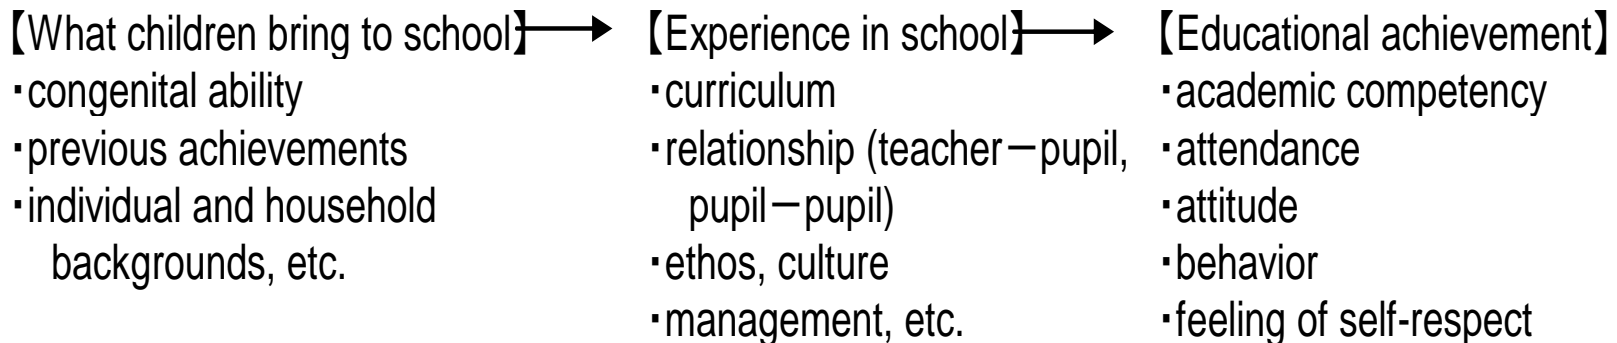 【What children bring to school】
・congenital ability
・previous achievements
・individual and household
backgrounds, etc.
【Experience in school】
・curriculum
・relationship (teacher－pupil,
pupil－pupil)
・ethos, culture
・management, etc.
【Educational achievement】
・academic competency
・attendance
・attitude
・behavior
・feeling of self-respect